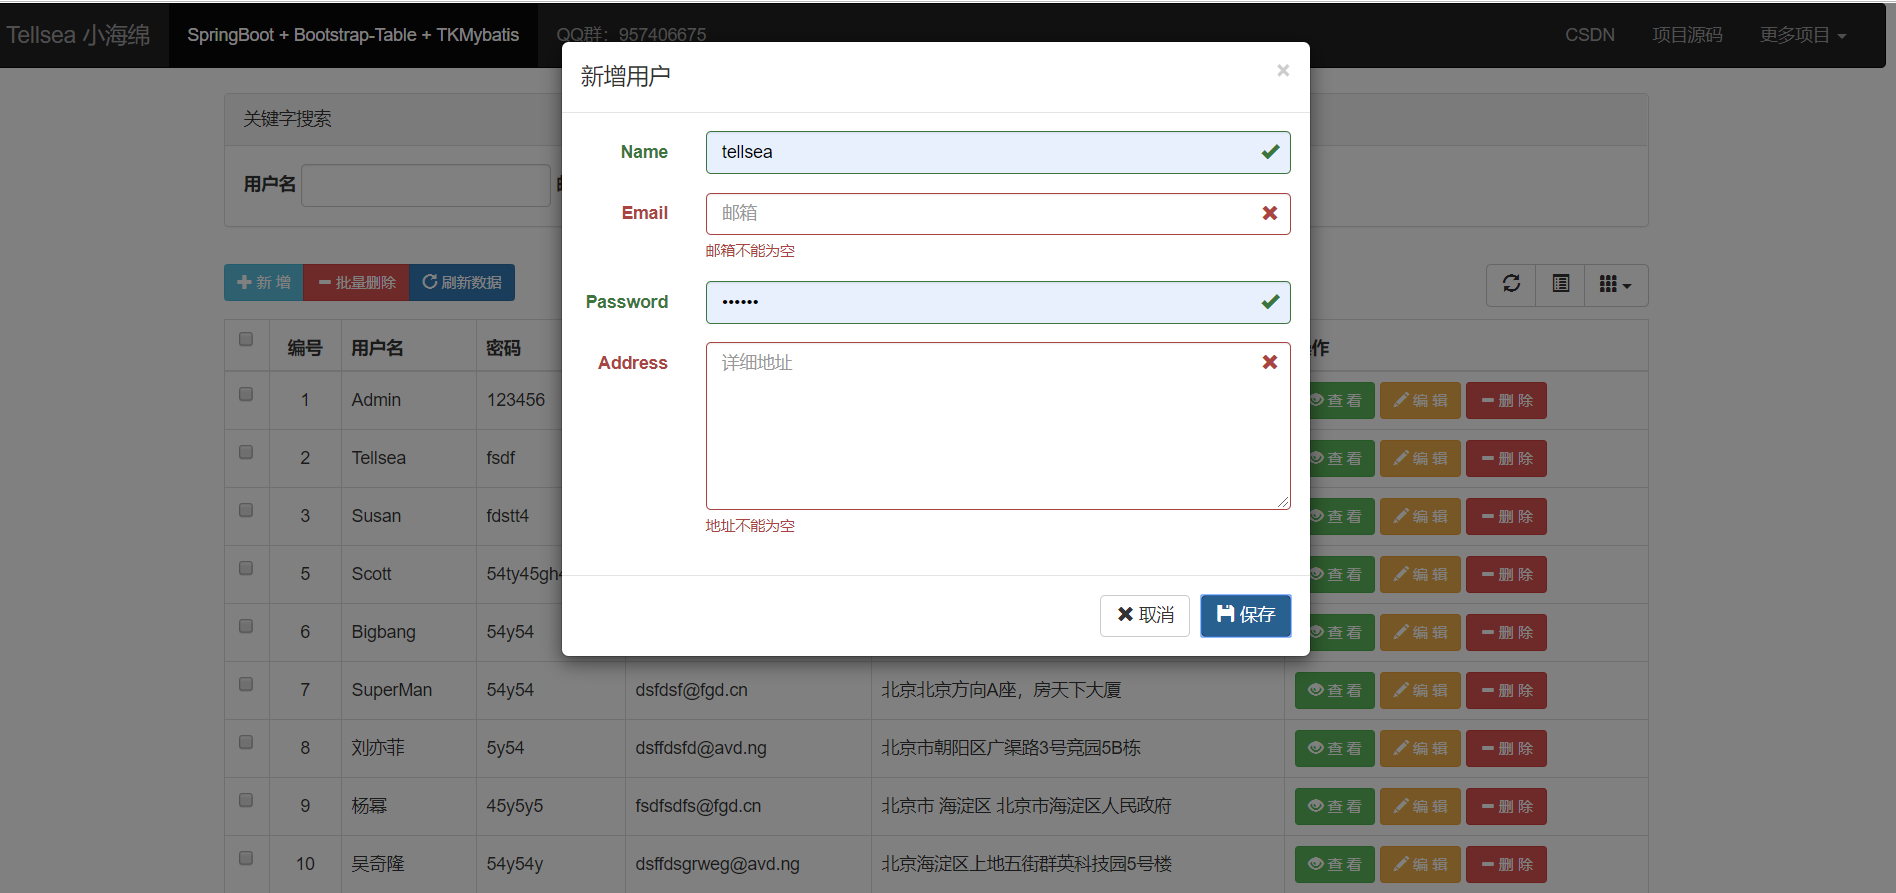 Tellsea 小海绵 SpringBoot + Bootstrap-Table + TKMybatis QQ群：957406675 CSDN 项目源码 更多项目
新增用户 ×
关键字搜索
Name tellsea
用户名
Email 邮箱
邮箱不能为空
新 增 批量删除 刷新数据
Password ••••••
编号 用户名 密码 作
Address 详细地址
1 Admin 123456 查 看 编 辑 删 除
2 Tellsea fsdf 查 看 编 辑 删 除
3 Susan fdstt4 查 看 编 辑 删 除
地址不能为空
5 Scott 54ty45gh 查 看 编 辑 删 除
取消 保存
6 Bigbang 54y54 查 看 编 辑 删 除
7 SuperMan 54y54 dsfdsf@fgd.cn 北京北京方向A座，房天下大厦 查 看 编 辑 删 除
8 刘亦菲 5y54 dsffdsfd@avd.ng 北京市朝阳区广渠路3号竞园5B栋 查 看 编 辑 删 除
9 杨幂 45y5y5 fsdfsdfs@fgd.cn 北京市 海淀区 北京市海淀区人民政府 查 看 编 辑 删 除
10 吴奇隆 54y54y dsffdsgrweg@avd.ng 北京海淀区上地五街群英科技园5号楼 查 看 编 辑 删 除